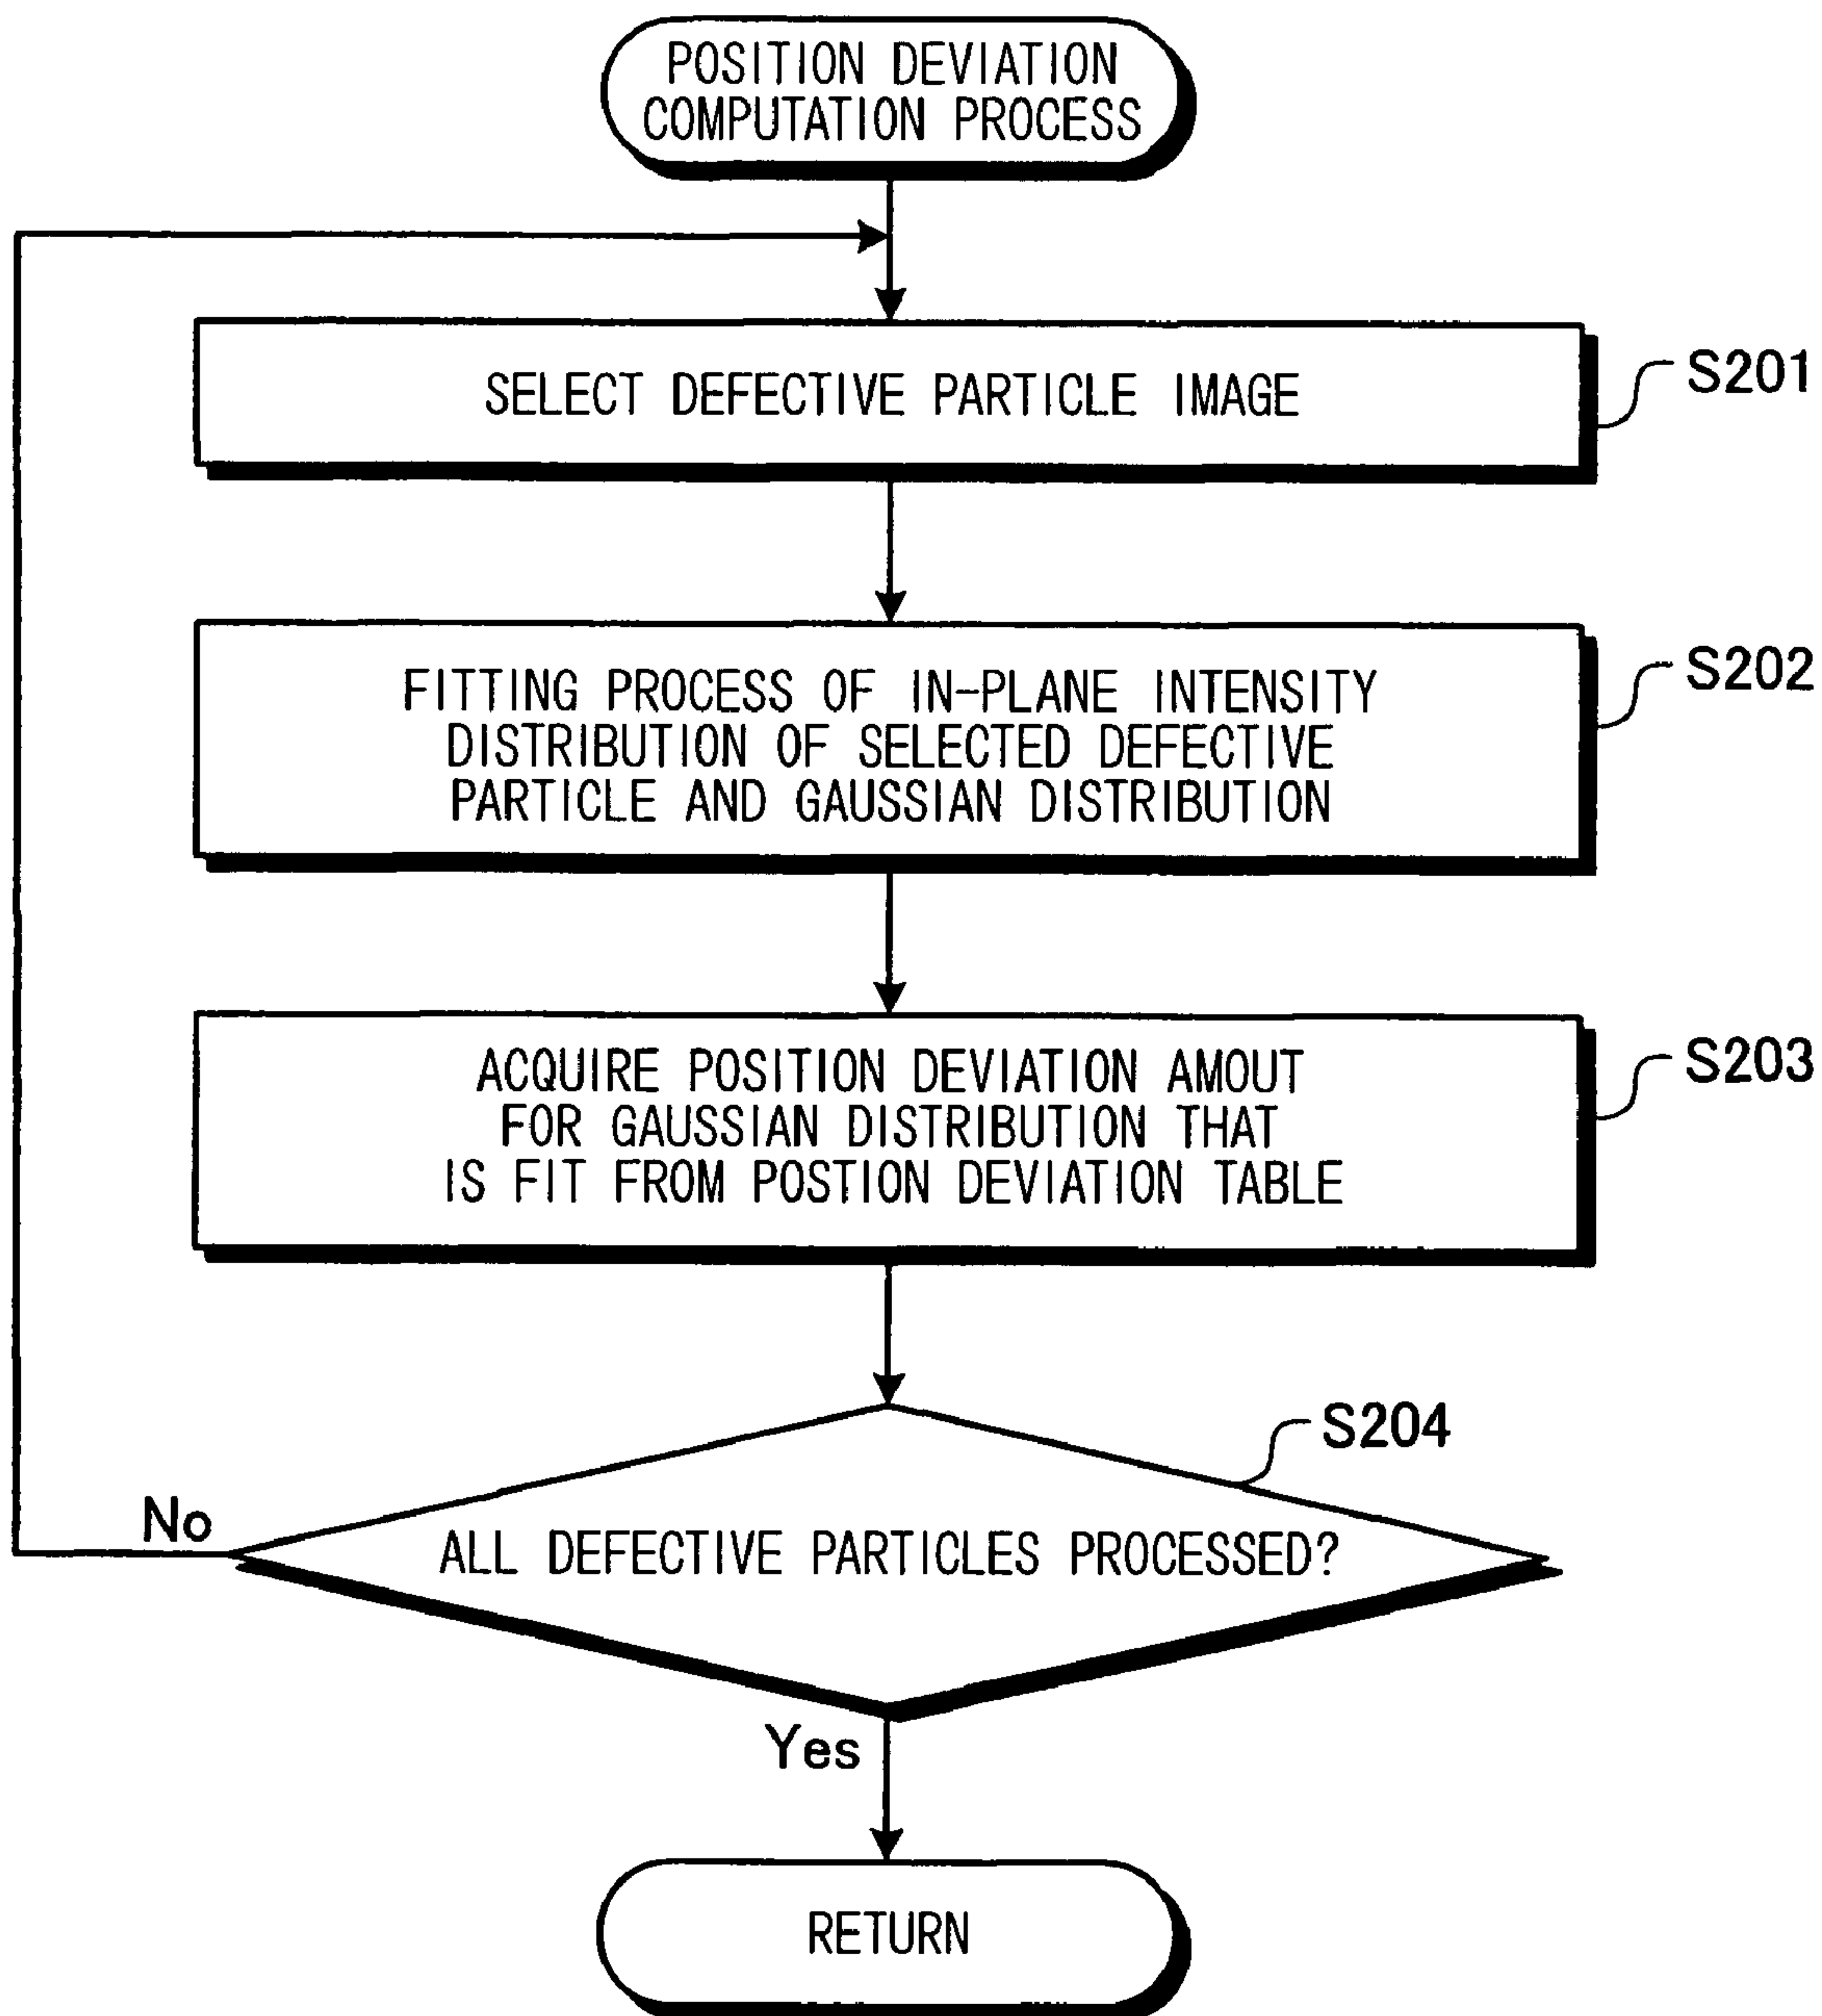 POSITION DEVIATION
COMPUTATION PROCESS
SELECT DEFECTIVE PARTICLE IMAGE
S201
FITTING PROCESS OF IN-PLANE INTENSITY
DISTRIBUTION OF SELECTED DEFECTIVE
PARTICLE AND GAUSSIAN DISTRIBUTION
S202
ACQUIRE POSITION DEVIATION AMOUT
FOR GAUSSIAN DISTRIBUTION THAT
IS FIT FROM POSTION DEVIATION TABLE
S203
S204
No
ALL DEFECTIVE PARTICLES PROCESSED?
Yes
RETURN